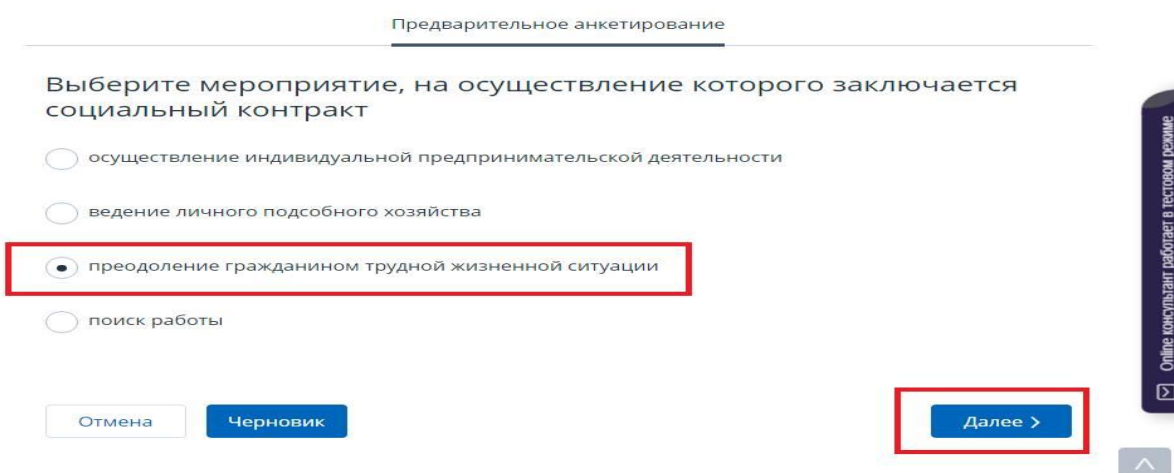 Предварительное анкетирование
Выберите мероприятие, на осуществление которого заключается
социальный контракт
осуществление индивидуальной предпринимательской деятельности
ведение личного подсобного хозяйства
преодоление гражданином трудной жизненной ситуации
поиск работы
Отмена
Черновик
Далее >
Online консультант работает в тестовом режиме